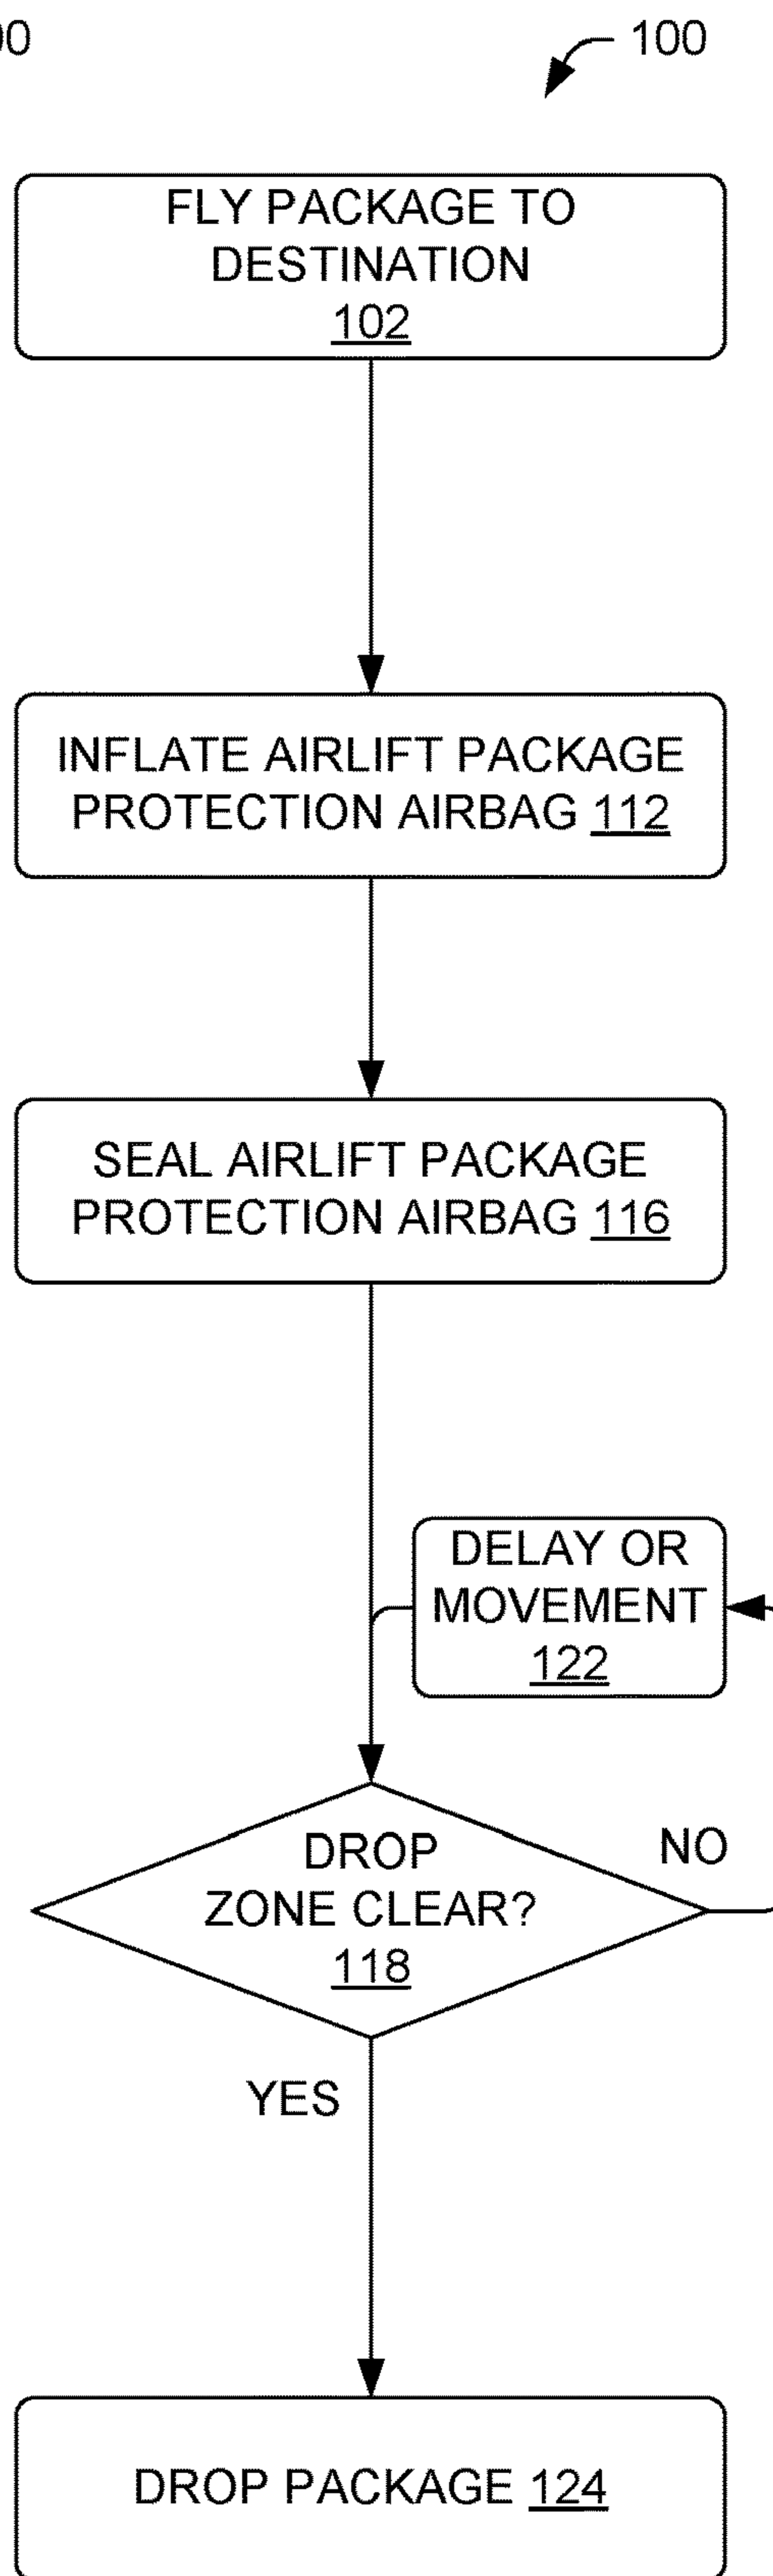 00
100
FLY PACKAGE TO
DESTINATION
102
INFLATE AIRLIFT PACKAGE
PROTECTION AIRBAG 112
SEAL AIRLIFT PACKAGE
PROTECTION AIRBAG 116
DELAY OR
MOVEMENT
122
DROP
ZONE CLEAR?
118
NO
YES
DROP PACKAGE 124